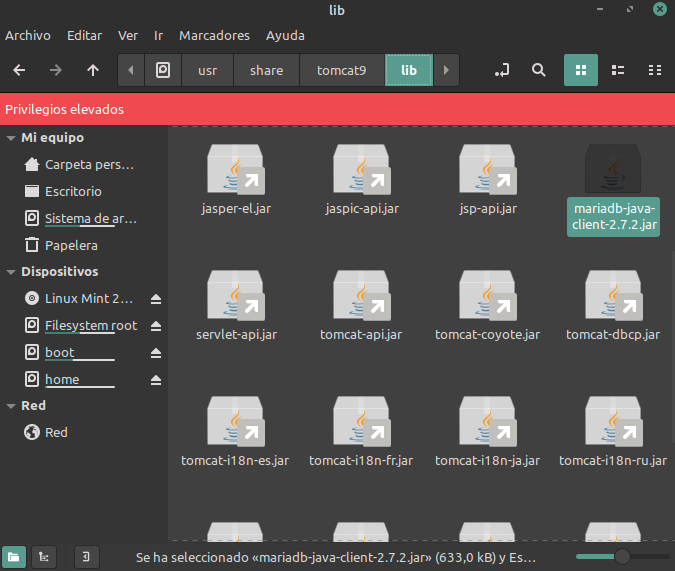 lib
Archivo Editar Ver Ir Marcadores Ayuda
usr share tomcat9 lib
Privilegios elevados
Mi equipo
Carpeta pers...
Escritorio
Sistema de ar...
Papelera
Dispositivos
Linux Mint 2...
Filesystem root
boot
home
Red
Red
jasper-el.jar jaspic-api.jar jsp-api.jar mariadb-java-
client-2.7.2.jar
servlet-api.jar tomcat-api.jar tomcat-coyote.jar tomcat-dbcp.jar
tomcat-i18n-es.jar tomcat-i18n-fr.jar tomcat-i18n-ja.jar tomcat-i18n-ru.jar
Se ha seleccionado «mariadb-java-client-2.7.2.jar» (633,0 kB) y Es...